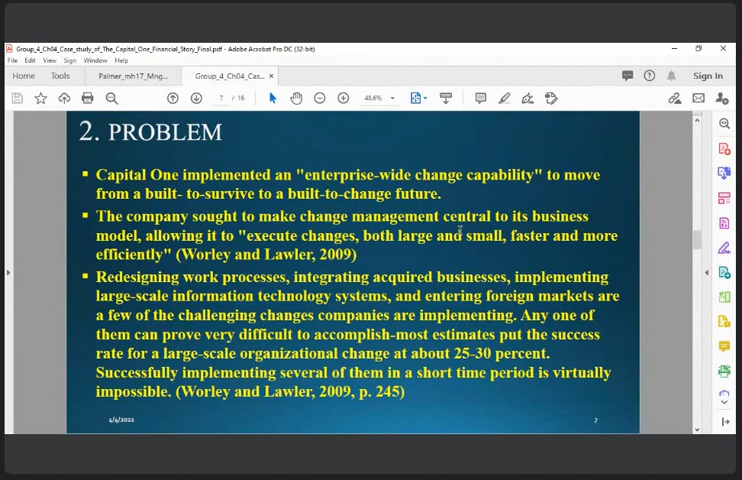 Group_4_Ch04_Case_study_of_The_Capital_One_Financial_Story_Final.pdf - Adobe Acrobat Pro DC (32-bit)
File Edit View Sign Window Help
Home Tools Palmer_mh17_Mng... Group_4_Ch04_Cas... × Sign In
7 / 16 48.6%
2. PROBLEM
▪ Capital One implemented an "enterprise-wide change capability" to move
from a built- to-survive to a built-to-change future.
▪ The company sought to make change management central to its business
model, allowing it to "execute changes, both large and small, faster and more
efficiently" (Worley and Lawler, 2009)
▪ Redesigning work processes, integrating acquired businesses, implementing
large-scale information technology systems, and entering foreign markets are
a few of the challenging changes companies are implementing. Any one of
them can prove very difficult to accomplish-most estimates put the success
rate for a large-scale organizational change at about 25-30 percent.
Successfully implementing several of them in a short time period is virtually
impossible. (Worley and Lawler, 2009, p. 245)
4/4/2022 7